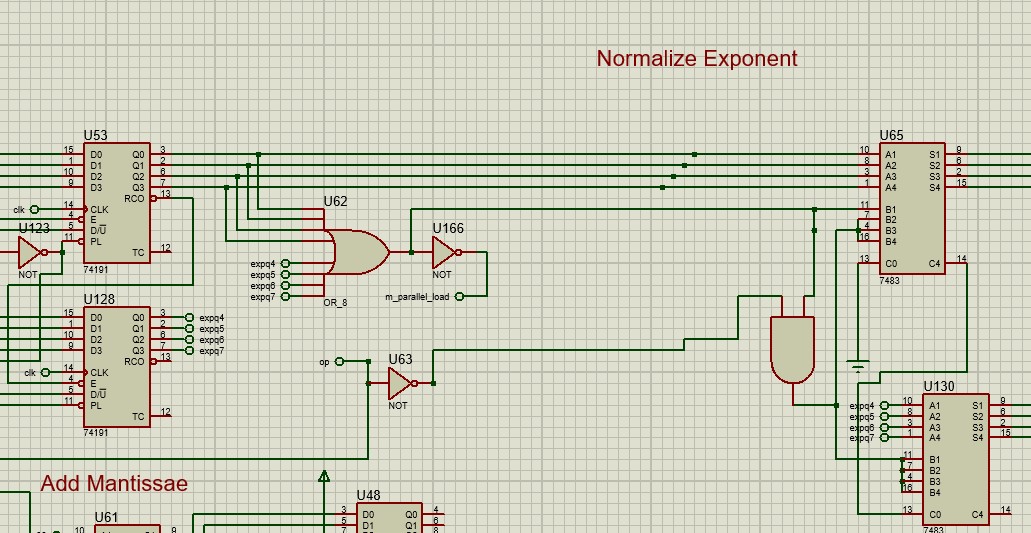 Normalize Exponent
U53
15 D0 Q0 3
1 D1 Q1 2
10 D2 Q2 6
9 D3 Q3 7
RCO 13
clk 14 CLK
4 E
5 D/U
11 PL
TC 12
74191
U123
NOT
U62
expq4
expq5
expq6
expq7
OR_8
U166
NOT
m_parallel_load
U65
10 A1 S1 9
8 A2 S2 6
3 A3 S3 2
1 A4 S4 15
11 B1
7 B2
4 B3
16 B4
13 C0 C4 14
7483
U128
15 D0 Q0 3 expq4
1 D1 Q1 2 expq5
10 D2 Q2 6 expq6
9 D3 Q3 7 expq7
RCO 13
clk 14 CLK
4 E
5 D/U
11 PL
TC 12
74191
op
U63
NOT
U130
expq4 10 A1 S1 9
expq5 8 A2 S2 6
expq6 3 A3 S3 2
expq7 1 A4 S4 15
11 B1
7 B2
4 B3
16 B4
13 C0 C4 14
7483
Add Mantissae
U61
10 9
U48
3 D0 Q0 4
5 D1 Q1 6
7
8